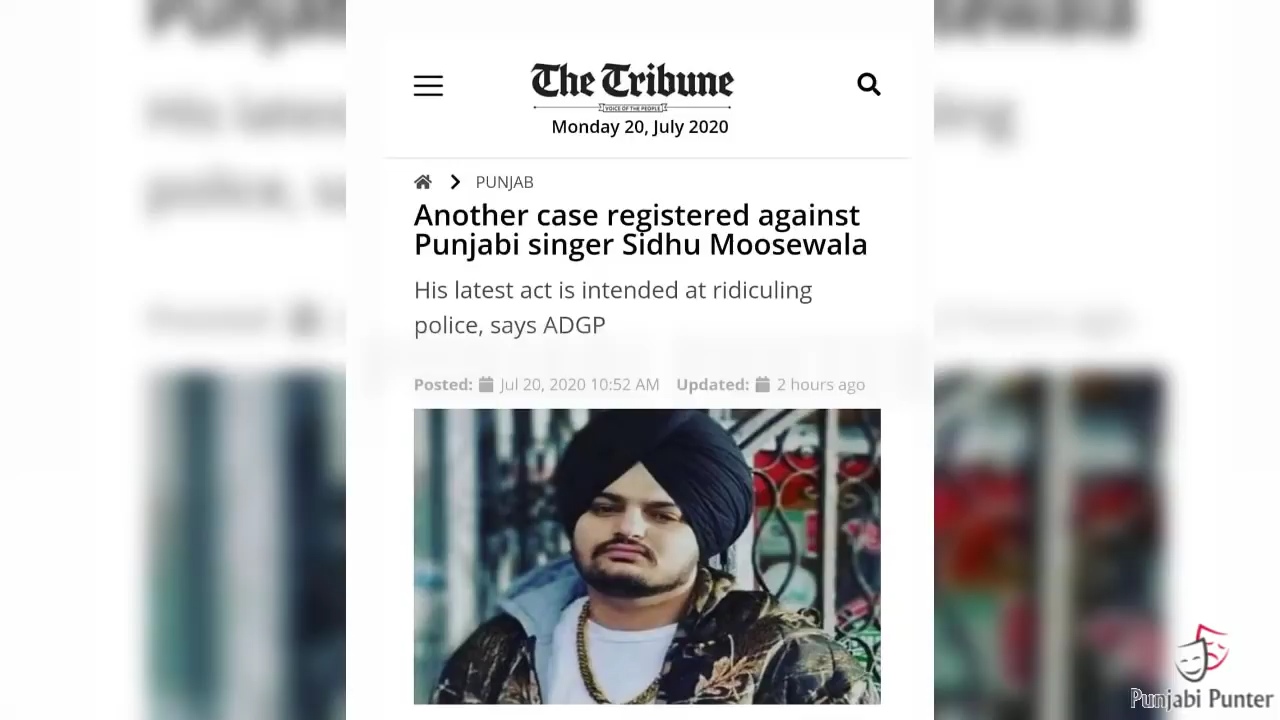 The Tribune
VOICE OF THE PEOPLE
Monday 20, July 2020
PUNJAB
Another case registered against
Punjabi singer Sidhu Moosewala
His latest act is intended at ridiculing
police, says ADGP
Posted: Jul 20, 2020 10:52 AM Updated: 2 hours ago
Punjabi Punter